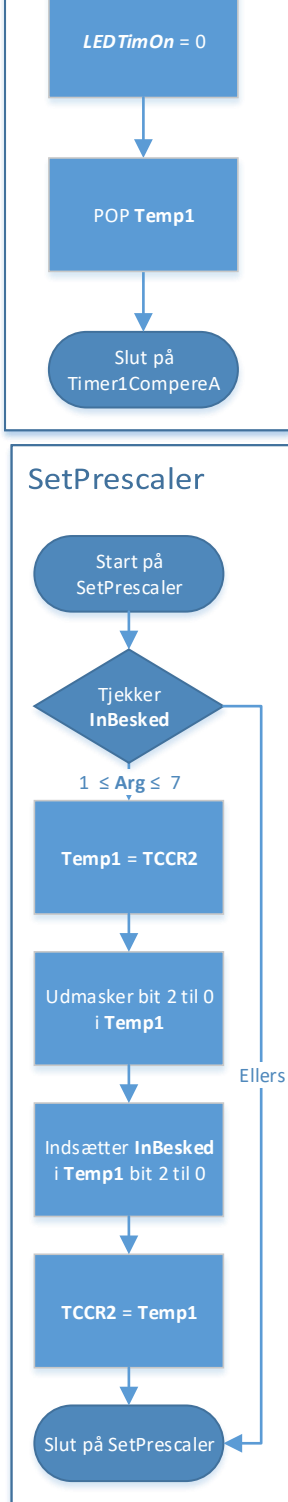 LEDTimOn = 0
POP Temp1
Slut på
Timer1CompereA
SetPrescaler
Start på
SetPrescaler
Tjekker
InBesked
1 ≤ Arg ≤ 7
Temp1 = TCCR2
Udmasker bit 2 til 0
i Temp1
Ellers
Indsætter InBesked
i Temp1 bit 2 til 0
TCCR2 = Temp1
Slut på SetPrescaler